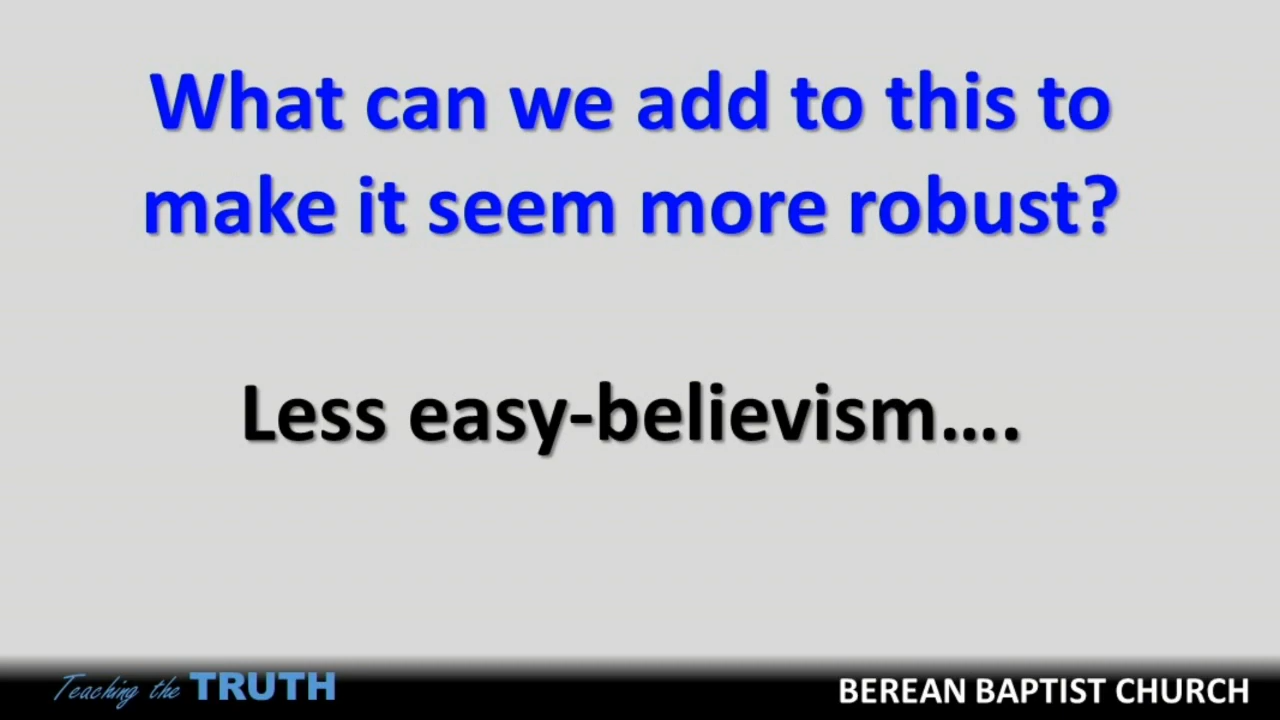 What can we add to this to
make it seem more robust?
Less easy-believism....
Teaching the TRUTH
BEREAN BAPTIST CHURCH